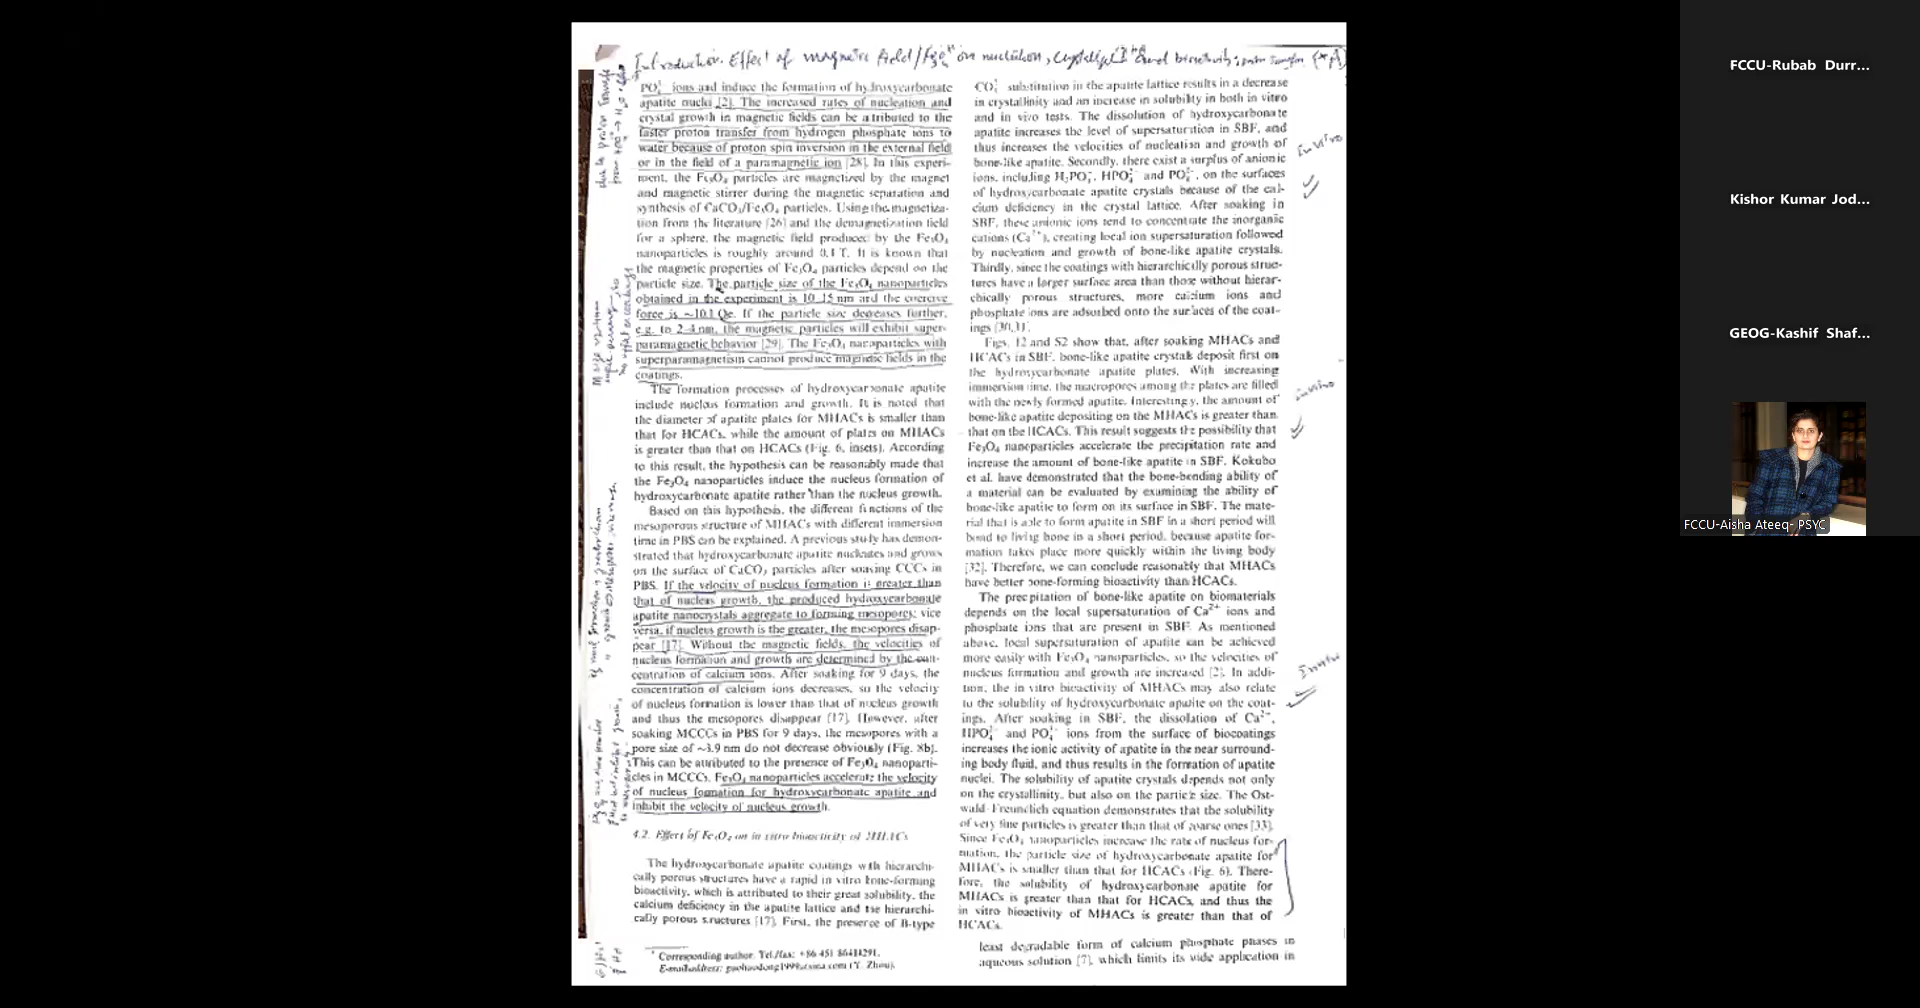 Introduction. Effect of magnetic field/Fe3O4 on nucleation, crystal and bioactivity
PO₄³⁻ ions and induce the formation of hydroxycarbonate
apatite nuclei [2]. The increased rates of nucleation and
crystal growth in magnetic fields can be attributed to the
faster proton transfer from hydrogen phosphate ions to
water because of proton spin inversion in the external field
or in the field of a paramagnetic ion [28]. In this experi-
ment, the Fe₃O₄ particles are magnetized by the magnet
and magnetic stirrer during the magnetic separation and
synthesis of CaCO₃/Fe₃O₄ particles. Using the magnetiza-
tion from the literature [26] and the demagnetization field
for a sphere, the magnetic field produced by the Fe₃O₄
nanoparticles is roughly around 0.1 T. It is known that
the magnetic properties of Fe₃O₄ particles depend on the
particle size. The particle size of the Fe₃O₄ nanoparticles
obtained in the experiment is 10–15 nm and the coercive
force is ~10.1 Oe. If the particle size decreases further,
e.g. to 2–4 nm, the magnetic particles will exhibit super-
paramagnetic behavior [29]. The Fe₃O₄ nanoparticles with
superparamagnetism cannot produce magnetic fields in the
coatings.
The formation processes of hydroxycarbonate apatite
include nucleus formation and growth. It is noted that
the diameter of apatite plates for MHACs is smaller than
that for HCACs, while the amount of plates on MHACs
is greater than that on HCACs (Fig. 6, insets). According
to this result, the hypothesis can be reasonably made that
the Fe₃O₄ nanoparticles induce the nucleus formation of
hydroxycarbonate apatite rather than the nucleus growth.
Based on this hypothesis, the different functions of the
mesoporous structure of MHACs with different immersion
time in PBS can be explained. A previous study has demon-
strated that hydroxycarbonate apatite nucleates and grows
on the surface of CaCO₃ particles after soaking CCCs in
PBS. If the velocity of nucleus formation is greater than
that of nucleus growth, the produced hydroxycarbonate
apatite nanocrystals aggregate to forming mesopores; vice
versa, if nucleus growth is the greater, the mesopores disap-
pear [17]. Without the magnetic fields, the velocities of
nucleus formation and growth are determined by the con-
centration of calcium ions. After soaking for 9 days, the
concentration of calcium ions decreases, so the velocity
of nucleus formation is lower than that of nucleus growth
and thus the mesopores disappear [17]. However, after
soaking MCCCs in PBS for 9 days, the mesopores with a
pore size of ~3.9 nm do not decrease obviously (Fig. 8b).
This can be attributed to the presence of Fe₃O₄ nanoparti-
cles in MCCCs. Fe₃O₄ nanoparticles accelerate the velocity
of nucleus formation for hydroxycarbonate apatite and
inhibit the velocity of nucleus growth.
4.2. Effect of Fe₃O₄ on in vitro bioactivity of MHACs
The hydroxycarbonate apatite coatings with hierarchi-
cally porous structures have a rapid in vitro bone-forming
bioactivity, which is attributed to their great solubility, the
calcium deficiency in the apatite lattice and the hierarchi-
cally porous structures [17]. First, the presence of B-type
* Corresponding author. Tel./fax: +86 451 86414291.
E-mail address: guohaodong1999@sina.com (Y. Zhou).
CO₃²⁻ substitution in the apatite lattice results in a decrease
in crystallinity and an increase in solubility in both in vitro
and in vivo tests. The dissolution of hydroxycarbonate
apatite increases the level of supersaturation in SBF, and
thus increases the velocities of nucleation and growth of
bone-like apatite. Secondly, there exist a surplus of anionic
ions, including H₂PO₄⁻, HPO₄²⁻ and PO₄³⁻, on the surfaces
of hydroxycarbonate apatite crystals because of the cal-
cium deficiency in the crystal lattice. After soaking in
SBF, these anionic ions tend to concentrate the inorganic
cations (Ca²⁺), creating local ion supersaturation followed
by nucleation and growth of bone-like apatite crystals.
Thirdly, since the coatings with hierarchically porous struc-
tures have a larger surface area than those without hierar-
chically porous structures, more calcium ions and
phosphate ions are adsorbed onto the surfaces of the coat-
ings [30,31].
Figs. 12 and S2 show that, after soaking MHACs and
HCACs in SBF, bone-like apatite crystals deposit first on
the hydroxycarbonate apatite plates. With increasing
immersion time, the macropores among the plates are filled
with the newly formed apatite. Interestingly, the amount of
bone-like apatite depositing on the MHACs is greater than
that on the HCACs. This result suggests the possibility that
Fe₃O₄ nanoparticles accelerate the precipitation rate and
increase the amount of bone-like apatite in SBF. Kokubo
et al. have demonstrated that the bone-bending ability of
a material can be evaluated by examining the ability of
bone-like apatite to form on its surface in SBF. The mate-
rial that is able to form apatite in SBF in a short period will
bond to living bone in a short period, because apatite for-
mation takes place more quickly within the living body
[32]. Therefore, we can conclude reasonably that MHACs
have better bone-forming bioactivity than HCACs.
The precpitation of bone-like apatite on biomaterials
depends on the local supersaturation of Ca²⁺ ions and
phosphate ions that are present in SBF. As mentioned
above, local supersaturation of apatite can be achieved
more easily with Fe₃O₄ nanoparticles, so the velocities of
nucleus formation and growth are increased [2]. In addi-
tion, the in vitro bioactivity of MHACs may also relate
to the solubility of hydroxycarbonate apatite on the coat-
ings. After soaking in SBF, the dissolation of Ca²⁺,
HPO₄²⁻ and PO₄³⁻ ions from the surface of biocoatings
increases the ionic activity of apatite in the near surround-
ing body fluid, and thus results in the formation of apatite
nuclei. The solubility of apatite crystals depends not only
on the crystallinity, but also on the particle size. The Ost-
wald–Freundlich equation demonstrates that the solubility
of very fine particles is greater than that of coarse ones [33].
Since Fe₃O₄ nanoparticles increase the rate of nucleus for-
mation, the particle size of hydroxycarbonate apatite for
MHACs is smaller than that for HCACs (Fig. 6). There-
fore, the solubility of hydroxycarbonate apatite for
MHACs is greater than that for HCACs, and thus the
in vitro bioactivity of MHACs is greater than that of
HCACs.
least degradable form of calcium phosphate phases in
aqueous solution [7], which limits its wide application in
In vivo
In vitro
In vitro
FCCU-Rubab Durr...
Kishor Kumar Jod...
GEOG-Kashif Shaf...
FCCU-Aisha Ateeq- PSYC